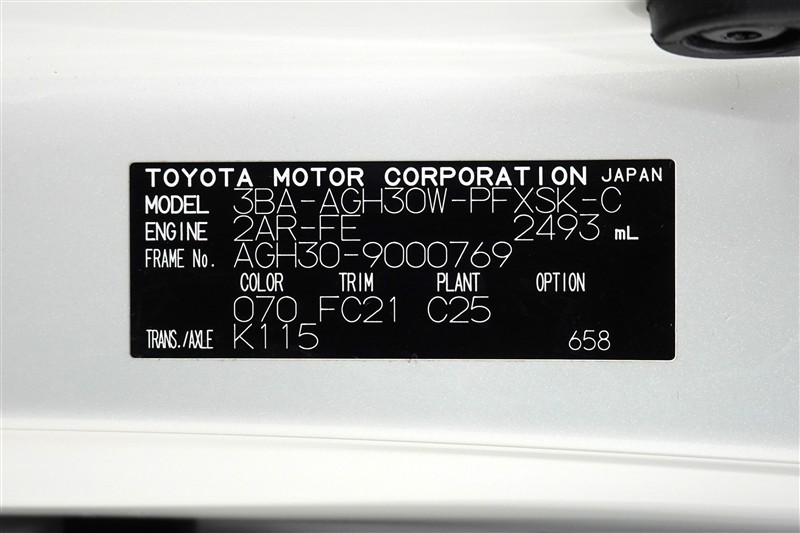 TOYOTA MOTOR CORPORATION JAPAN
MODEL 3BA-AGH30W-PFXSK-C
ENGINE 2AR-FE 2493 mL
FRAME No. AGH30-9000769
COLOR TRIM PLANT OPTION
070 FC21 C25
TRANS./AXLE K115 658